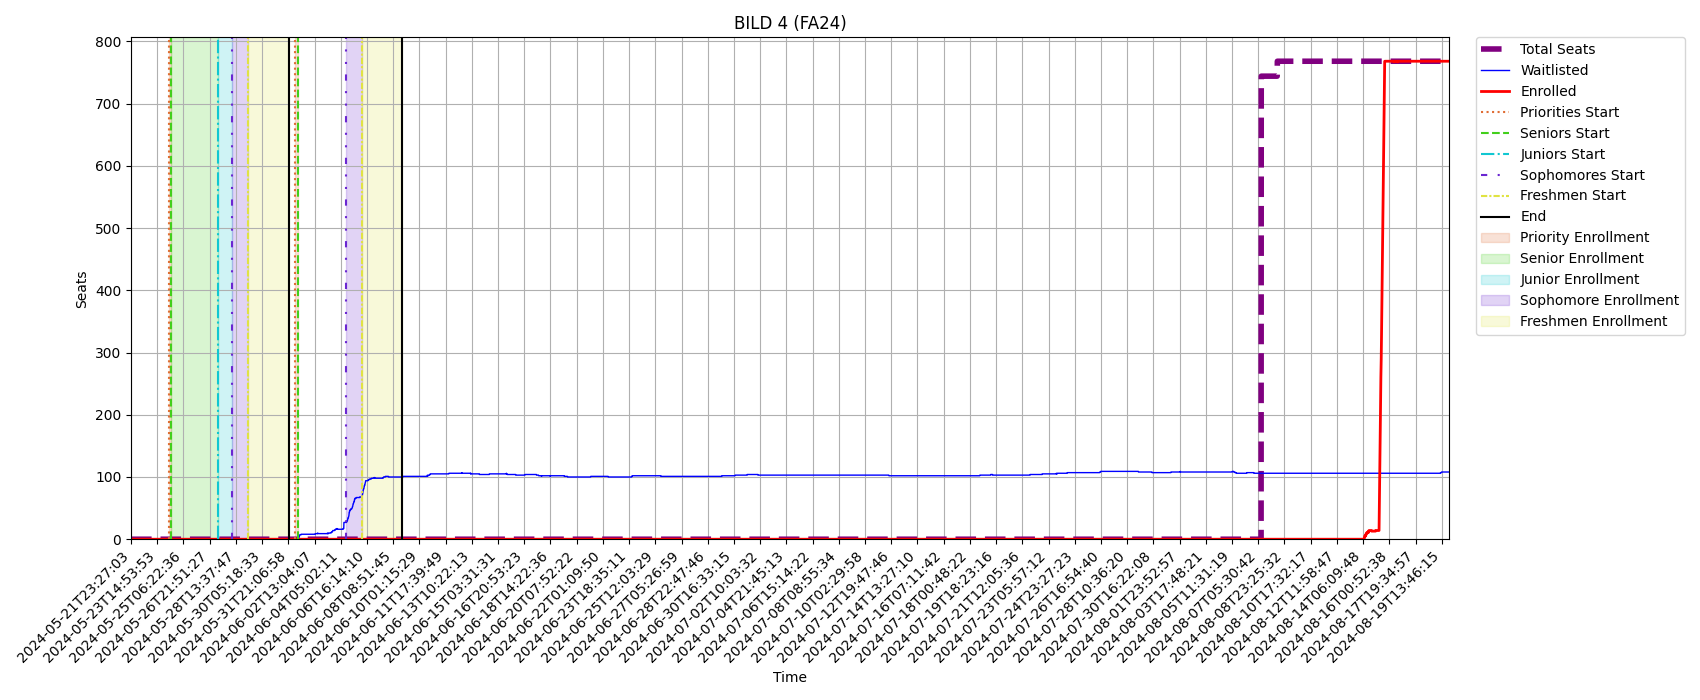 BILD 4 (FA24)
Seats
800
700
600
500
400
300
200
100
0
2024-05-21T23:27:03
2024-05-23T14:53:53
2024-05-25T06:22:36
2024-05-26T21:51:27
2024-05-28T13:37:47
2024-05-30T05:18:33
2024-05-31T21:06:58
2024-06-02T13:04:07
2024-06-04T05:02:11
2024-06-06T16:14:10
2024-06-08T08:51:45
2024-06-10T01:15:29
2024-06-11T17:39:49
2024-06-13T10:22:13
2024-06-15T03:31:31
2024-06-16T20:53:23
2024-06-18T14:22:36
2024-06-20T07:52:22
2024-06-22T01:09:50
2024-06-23T18:35:11
2024-06-25T12:03:29
2024-06-27T05:26:59
2024-06-28T22:47:46
2024-06-30T16:33:15
2024-07-02T10:03:32
2024-07-04T21:45:13
2024-07-06T15:14:22
2024-07-08T08:55:34
2024-07-10T02:29:58
2024-07-12T19:47:46
2024-07-14T13:27:10
2024-07-16T07:11:42
2024-07-18T00:48:22
2024-07-19T18:23:16
2024-07-21T12:05:36
2024-07-23T05:57:12
2024-07-24T23:27:23
2024-07-26T16:54:40
2024-07-28T10:36:20
2024-07-30T16:22:08
2024-08-01T23:52:57
2024-08-03T17:48:21
2024-08-05T11:31:19
2024-08-07T05:30:42
2024-08-08T23:25:32
2024-08-10T17:32:17
2024-08-12T11:58:47
2024-08-14T06:09:48
2024-08-16T00:52:38
2024-08-17T19:34:57
2024-08-19T13:46:15
Time
Total Seats
Waitlisted
Enrolled
Priorities Start
Seniors Start
Juniors Start
Sophomores Start
Freshmen Start
End
Priority Enrollment
Senior Enrollment
Junior Enrollment
Sophomore Enrollment
Freshmen Enrollment